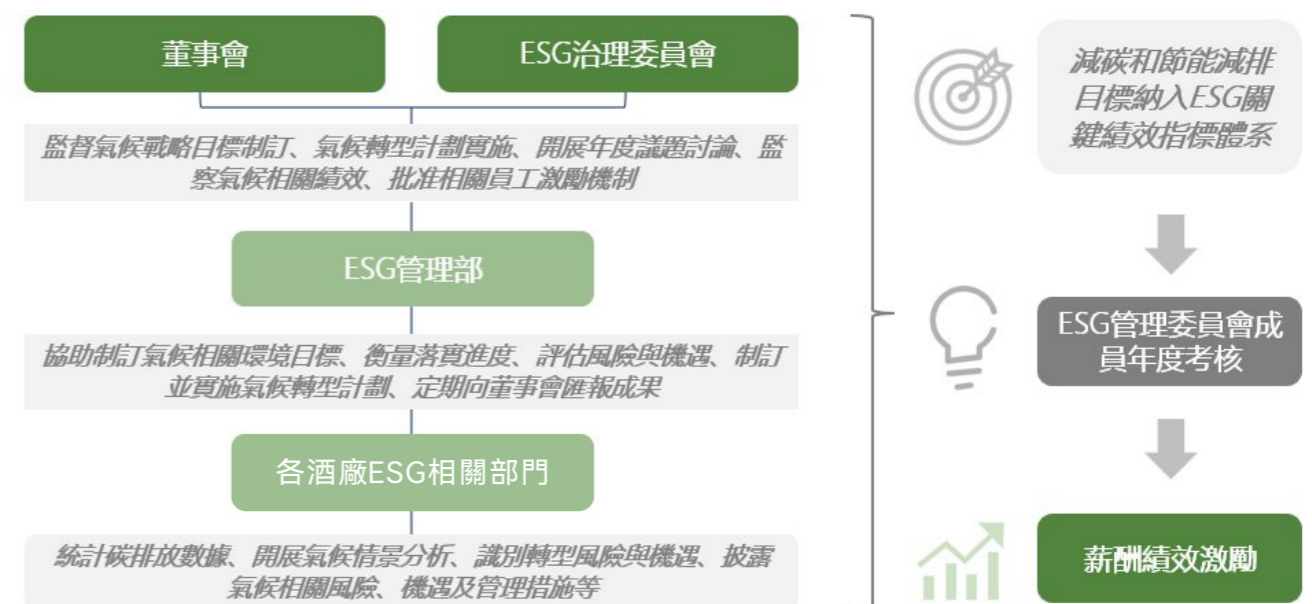 董事會
ESG治理委員會
監督氣候戰略目標制訂、氣候轉型計劃實施、開展年度議題討論、監
察氣候相關績效、批准相關員工激勵機制
ESG管理部
協助制訂氣候相關環境目標、衡量落實進度、評估風險與機遇、制訂
並實施氣候轉型計劃、定期向董事會匯報成果
各酒廠ESG相關部門
統計碳排放數據、開展氣候情景分析、識別轉型風險與機遇、披露
氣候相關風險、機遇及管理措施等
減碳和節能減排
目標納入ESG關
鍵績效指標體系
ESG管理委員會成
員年度考核
薪酬績效激勵